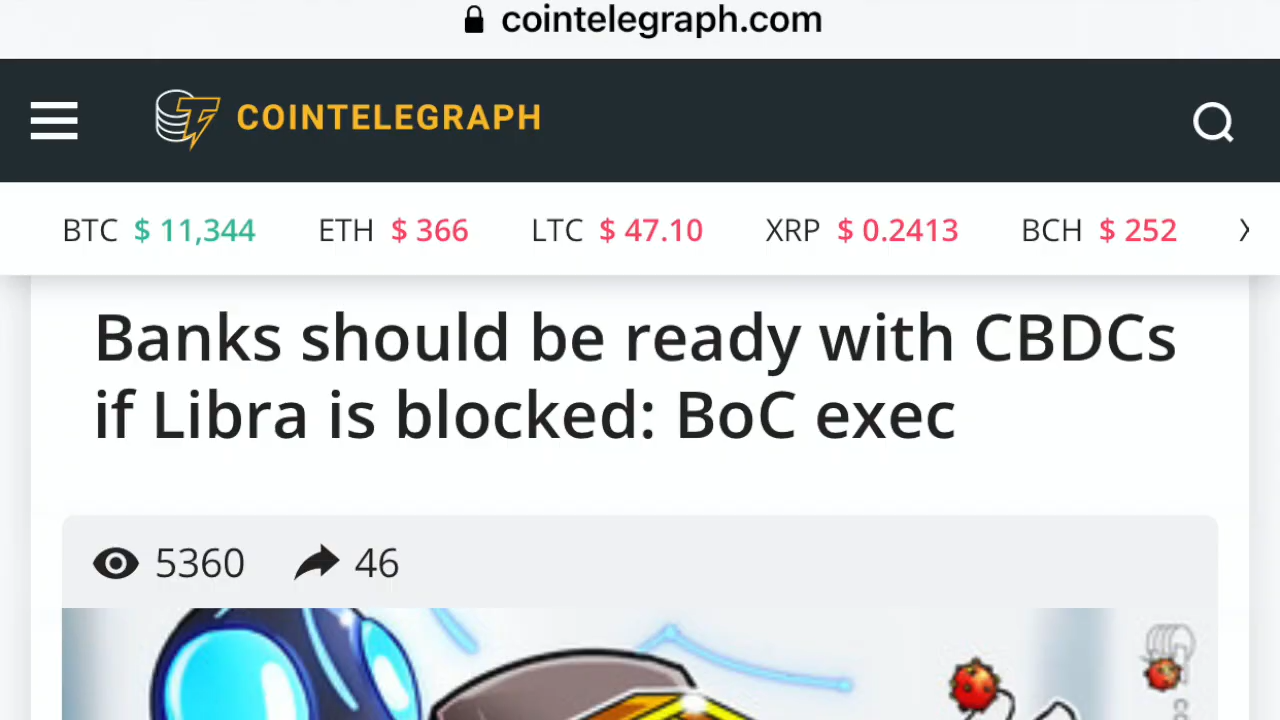 cointelegraph.com
COINTELEGRAPH
BTC $ 11,344 ETH $ 366 LTC $ 47.10 XRP $ 0.2413 BCH $ 252 X
Banks should be ready with CBDCs
if Libra is blocked: BoC exec
5360 46